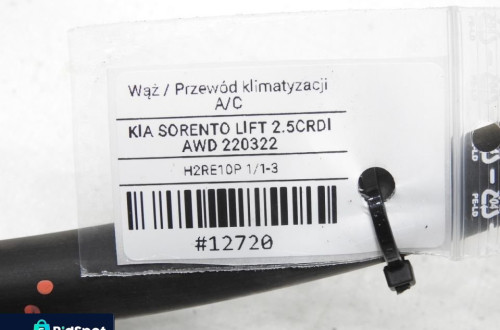 Wąż / Przewód klimatyzacji
A/C
KIA SORENTO LIFT 2.5CRDI
AWD 220322
H2RE10P 1/1-3
#12720